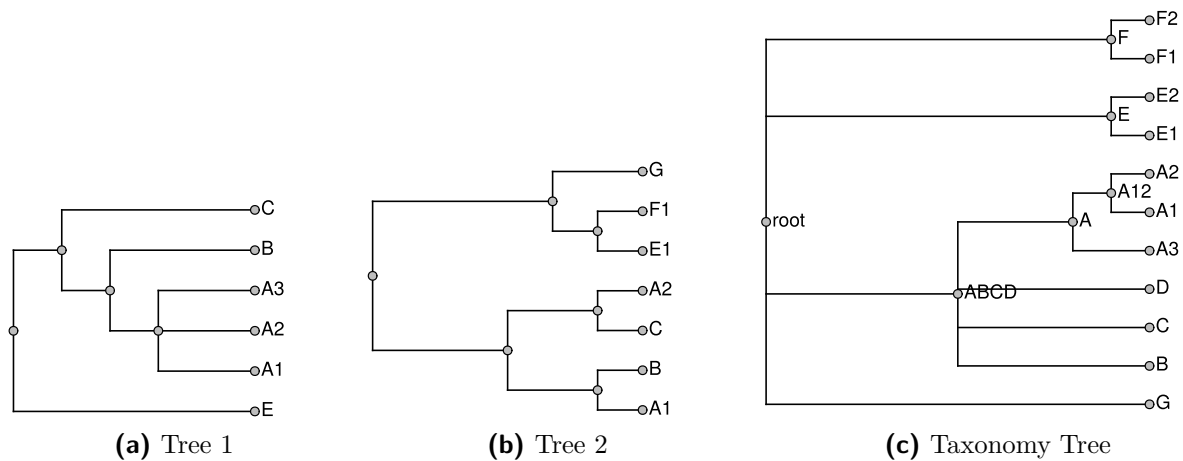 C
B
A3
A2
A1
E
(a) Tree 1
G
F1
E1
A2
C
B
A1
(b) Tree 2
F2
F
F1
E2
E
E1
A2
A12
A1
root
A
A3
D
ABCD
C
B
G
(c) Taxonomy Tree